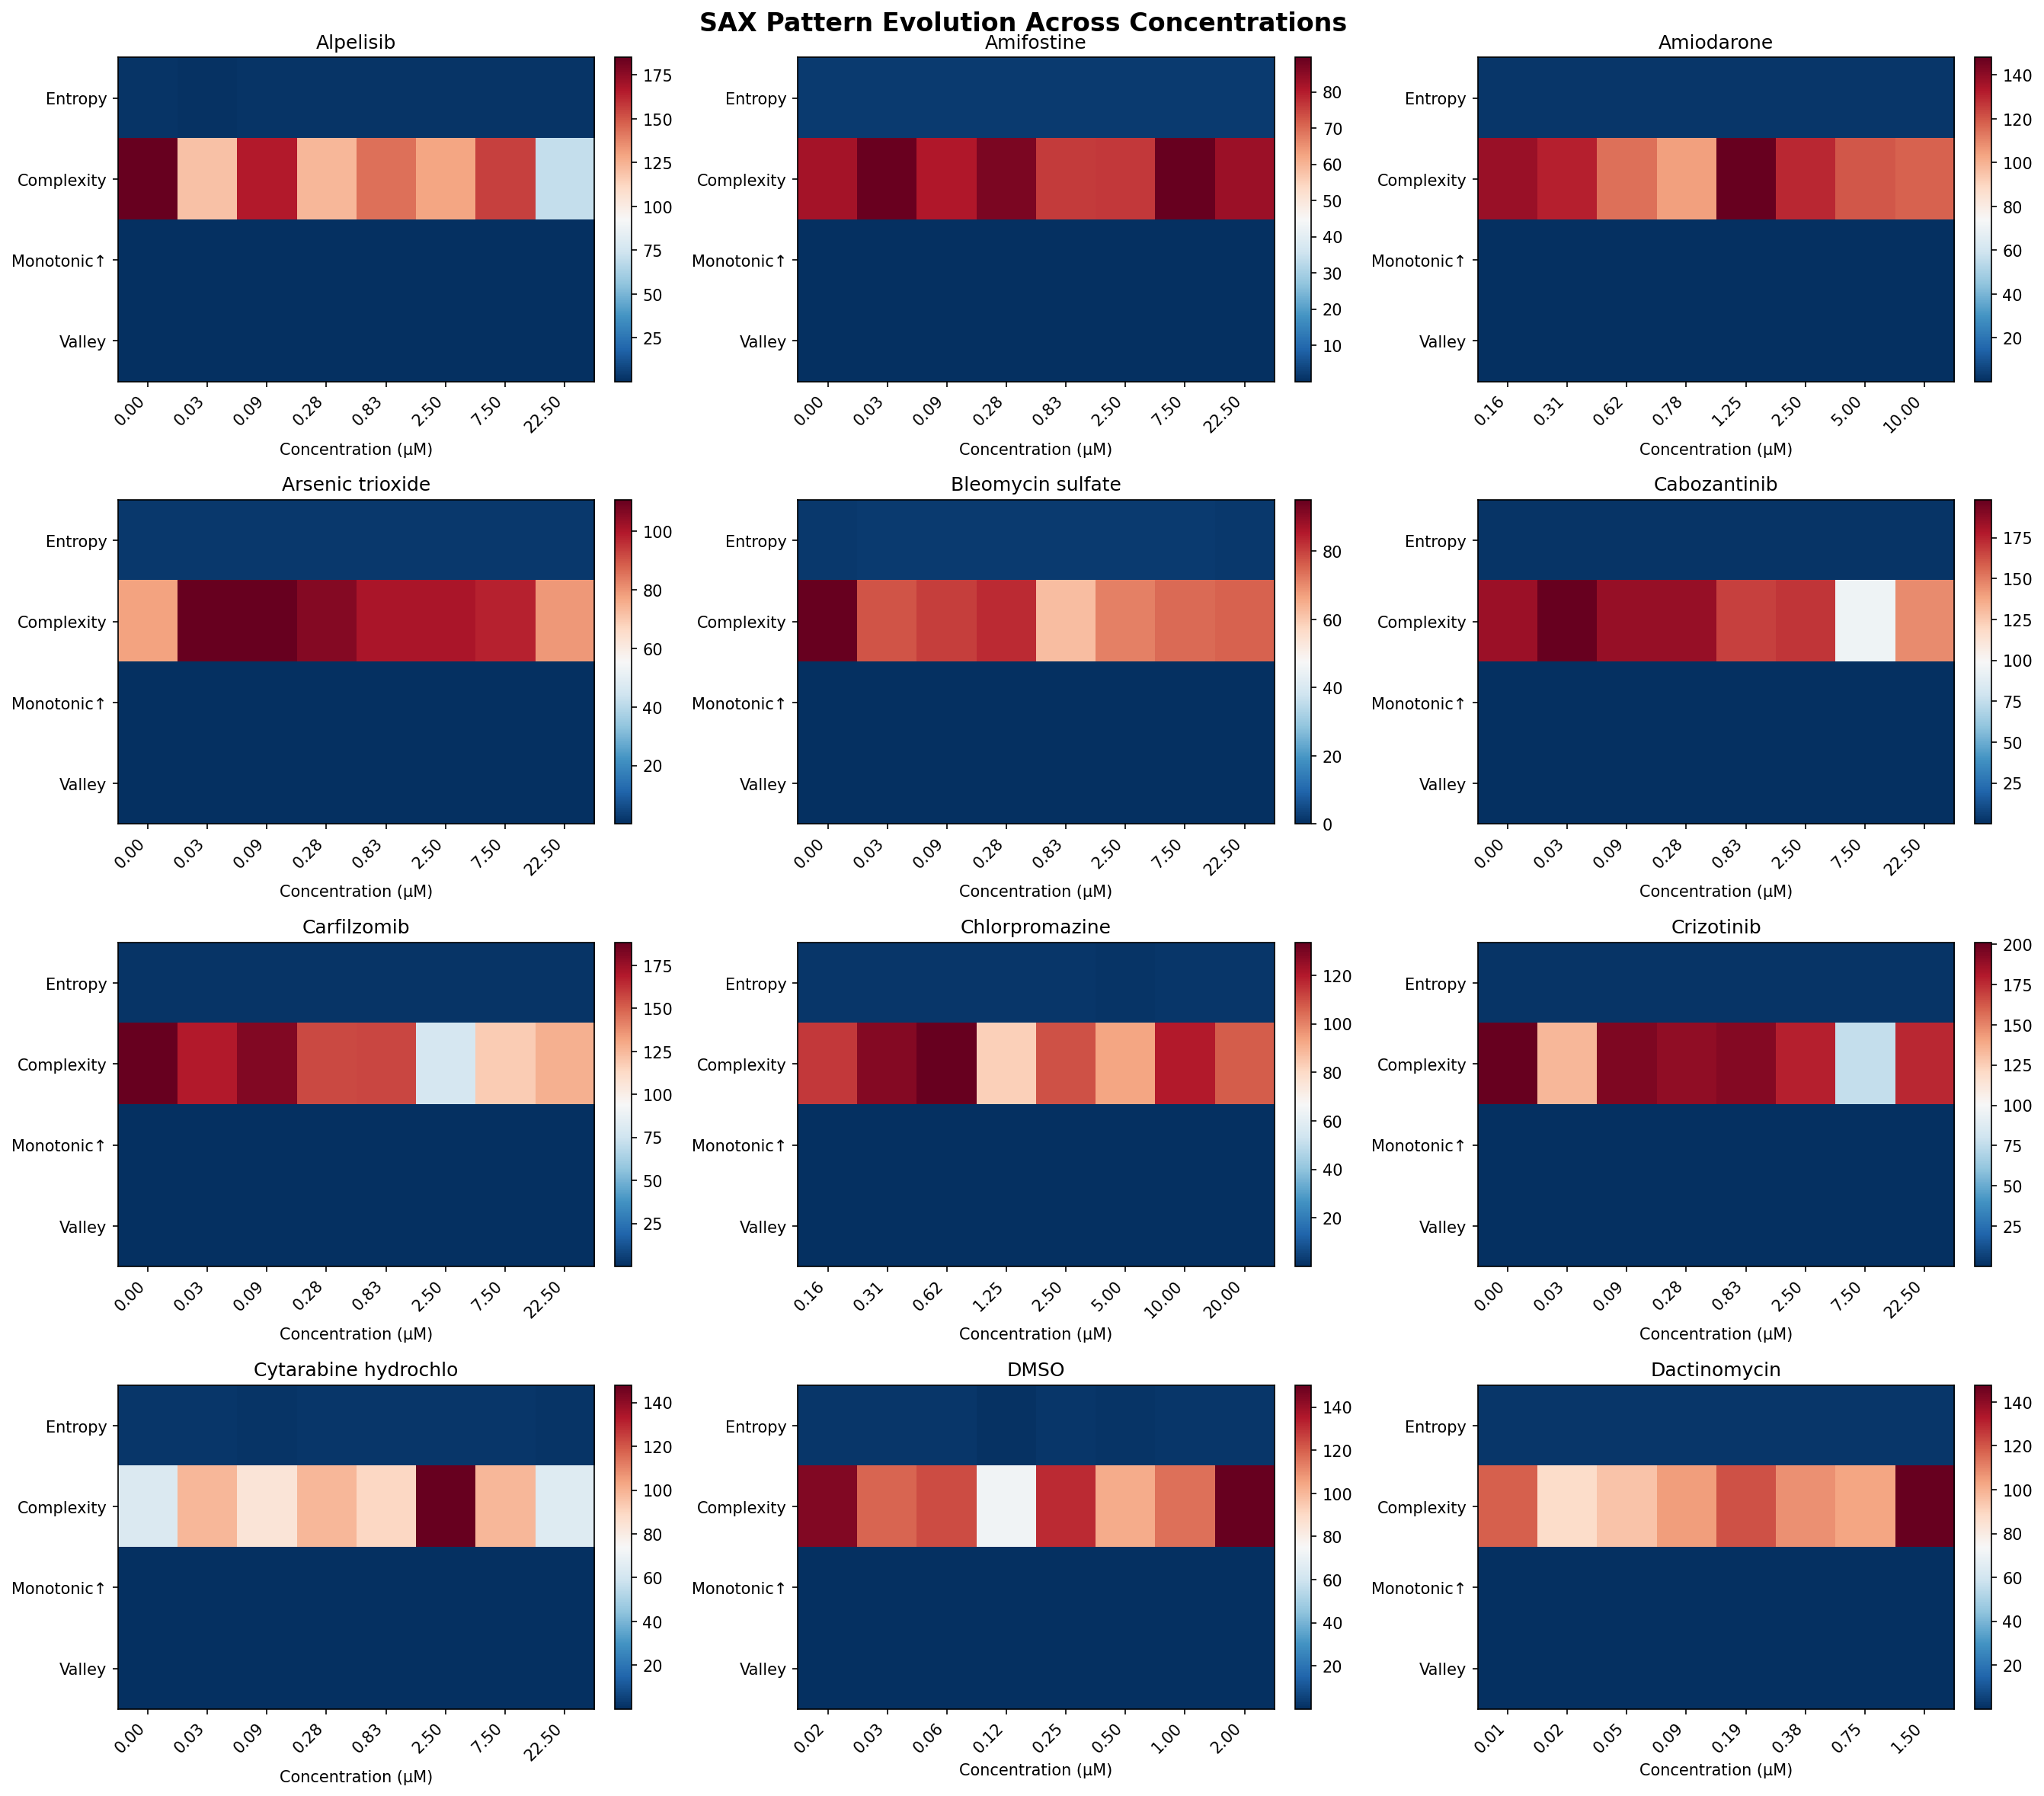 SAX Pattern Evolution Across Concentrations
Alpelisib
Entropy
Complexity
Monotonic↑
Valley
175
150
125
100
75
50
25
0.00 0.03 0.09 0.28 0.83 2.50 7.50 22.50
Concentration (μM)
Amifostine
Entropy
Complexity
Monotonic↑
Valley
80
70
60
50
40
30
20
10
0.00 0.03 0.09 0.28 0.83 2.50 7.50 22.50
Concentration (μM)
Amiodarone
Entropy
Complexity
Monotonic↑
Valley
140
120
100
80
60
40
20
0.16 0.31 0.62 0.78 1.25 2.50 5.00 10.00
Concentration (μM)
Arsenic trioxide
Entropy
Complexity
Monotonic↑
Valley
100
80
60
40
20
0.00 0.03 0.09 0.28 0.83 2.50 7.50 22.50
Concentration (μM)
Bleomycin sulfate
Entropy
Complexity
Monotonic↑
Valley
80
60
40
20
0
0.00 0.03 0.09 0.28 0.83 2.50 7.50 22.50
Concentration (μM)
Cabozantinib
Entropy
Complexity
Monotonic↑
Valley
175
150
125
100
75
50
25
0.00 0.03 0.09 0.28 0.83 2.50 7.50 22.50
Concentration (μM)
Carfilzomib
Entropy
Complexity
Monotonic↑
Valley
175
150
125
100
75
50
25
0.00 0.03 0.09 0.28 0.83 2.50 7.50 22.50
Concentration (μM)
Chlorpromazine
Entropy
Complexity
Monotonic↑
Valley
120
100
80
60
40
20
0.16 0.31 0.62 1.25 2.50 5.00 10.00 20.00
Concentration (μM)
Crizotinib
Entropy
Complexity
Monotonic↑
Valley
200
175
150
125
100
75
50
25
0.00 0.03 0.09 0.28 0.83 2.50 7.50 22.50
Concentration (μM)
Cytarabine hydrochlo
Entropy
Complexity
Monotonic↑
Valley
140
120
100
80
60
40
20
0.00 0.03 0.09 0.28 0.83 2.50 7.50 22.50
Concentration (μM)
DMSO
Entropy
Complexity
Monotonic↑
Valley
140
120
100
80
60
40
20
0.02 0.03 0.06 0.12 0.25 0.50 1.00 2.00
Concentration (μM)
Dactinomycin
Entropy
Complexity
Monotonic↑
Valley
140
120
100
80
60
40
20
0.01 0.02 0.05 0.09 0.19 0.38 0.75 1.50
Concentration (μM)